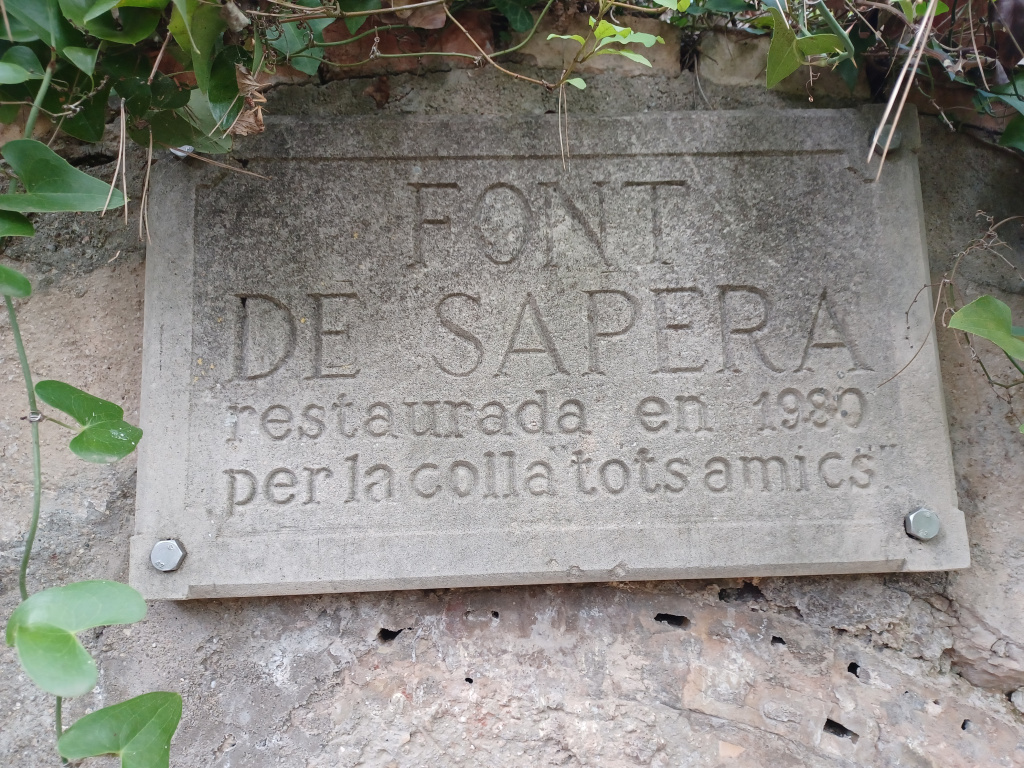 FONT
DE SAPERA
restaurada en 1980
per la colla "tots amics"